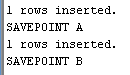 1 rows inserted.
SAVEPOINT A
1 rows inserted.
SAVEPOINT B